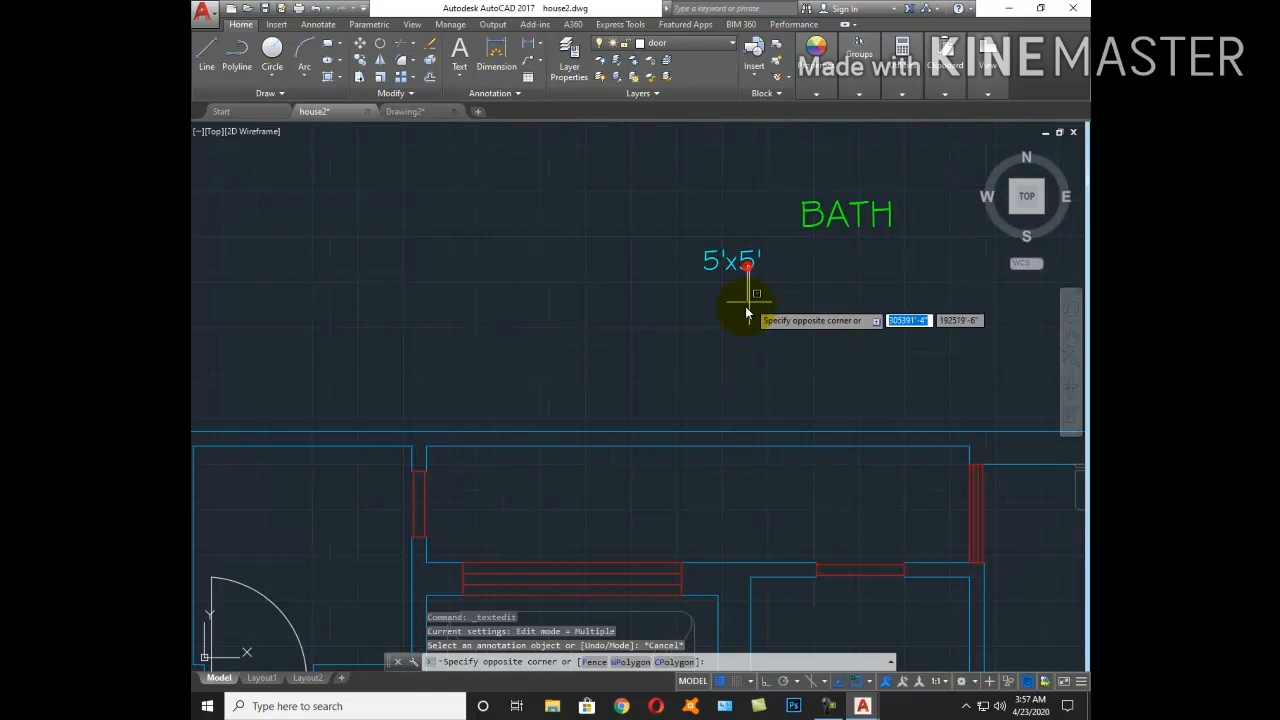 Autodesk AutoCAD 2017 house2.dwg
Type a keyword or phrase
Sign In
Home Insert Annotate Parametric View Manage Output Add-ins A360 Express Tools Featured Apps BIM 360 Performance
Line Polyline Circle Arc
Text Dimension
Layer Properties
door
Insert
Groups
Made with KINEMASTER
Draw Modify Annotation Layers Block
Start house2* Drawing2*
[−][Top][2D Wireframe]
N
W TOP E
S
WCS
BATH
5'x5'
Specify opposite corner or 305391'-4" 192519'-6"
Command: _textedit
Current settings: Edit mode = Multiple
Select an annotation object or [Undo/Mode]: *Cancel*
Specify opposite corner or [Fence WPolygon CPolygon]:
Y
X
Model Layout1 Layout2
MODEL 1:1
Type here to search
3:57 AM
4/23/2020